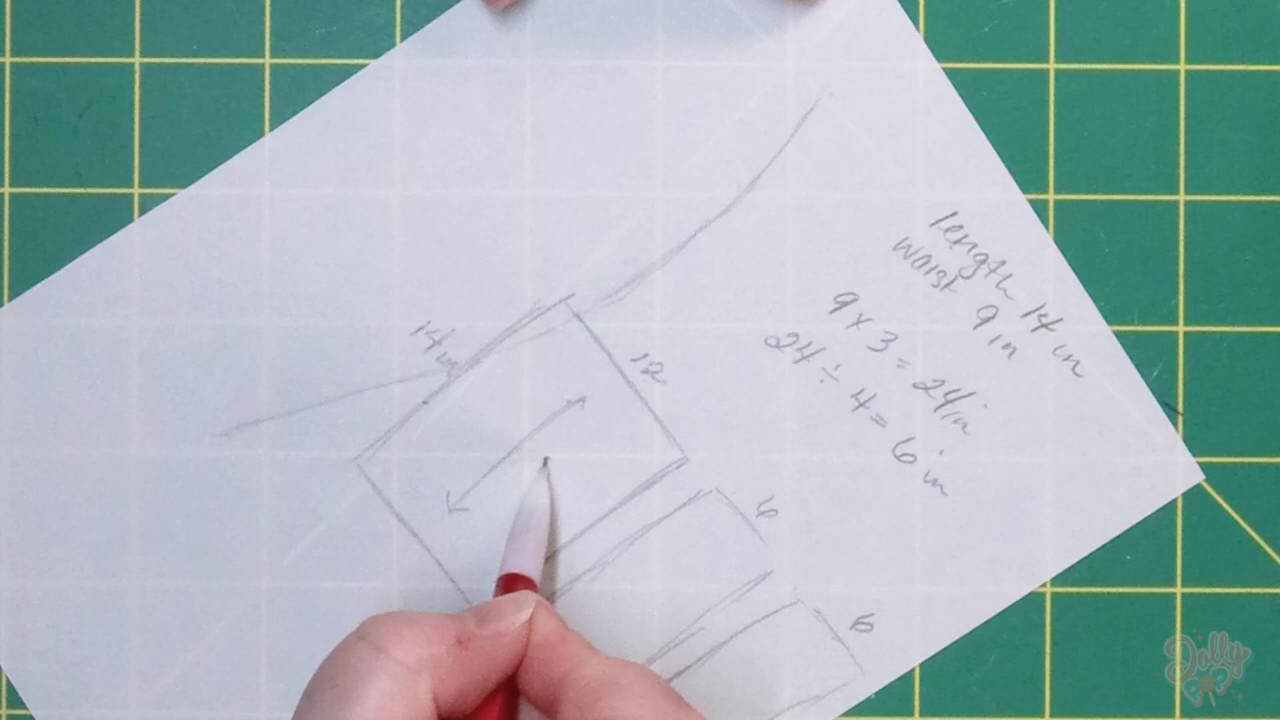 length 14 in
waist 9 in
9 x 3 = 24 in
24 ÷ 4 = 6 in
14 in
12
6
6
Dolly